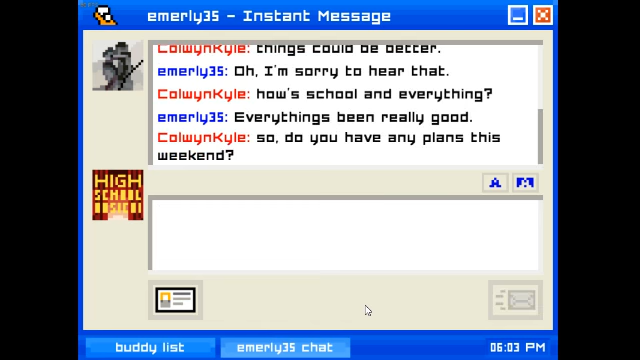 emerly35 - Instant Message
ColwynKyle: things could be better.
emerly35: Oh, I'm sorry to hear that.
ColwynKyle: how's school and everything?
emerly35: Everythings been really good.
ColwynKyle: so, do you have any plans this
weekend?
HIGH
SCHOOL
A
buddy list
emerly35 chat
06:03 PM